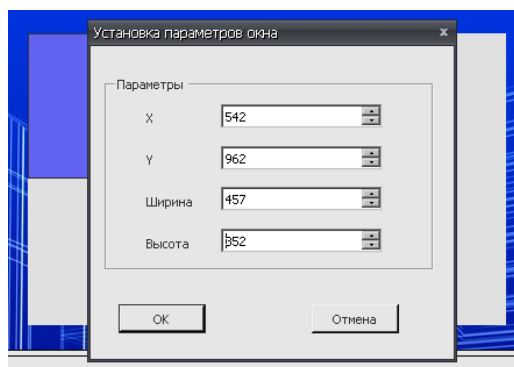 Установка параметров окна
Параметры
X 542
Y 962
Ширина 457
Высота 352
OK Отмена